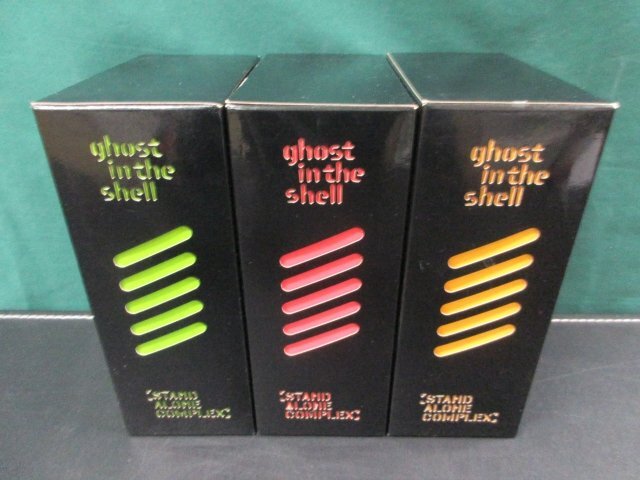 ghost
in the
shell
[STAND
ALONE
COMPLEX]
ghost
in the
shell
[STAND
ALONE
COMPLEX]
ghost
in the
shell
[STAND
ALONE
COMPLEX]